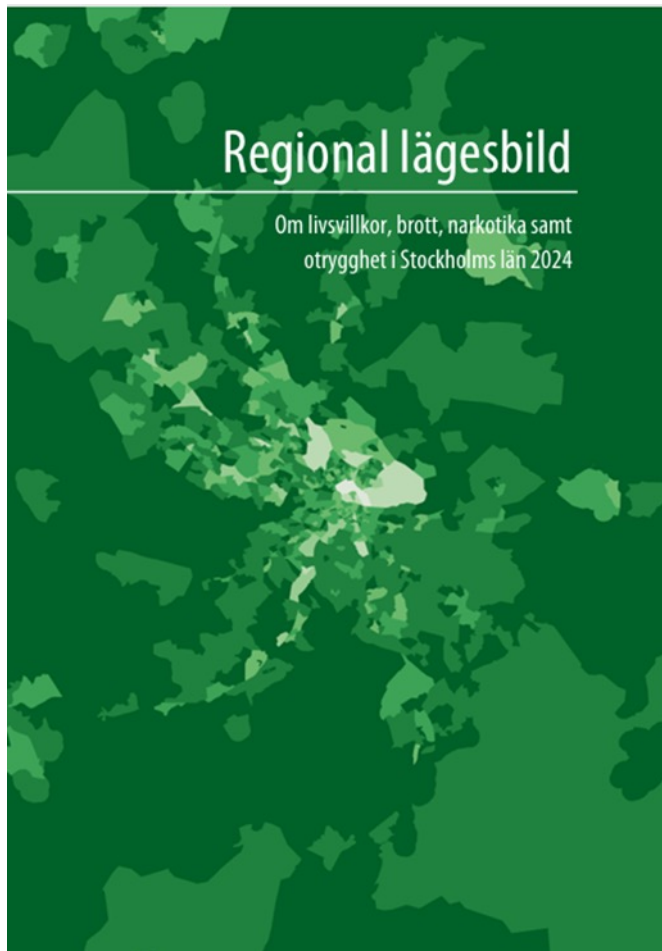 Regional lägesbild
Om livsvillkor, brott, narkotika samt
otrygghet i Stockholms län 2024